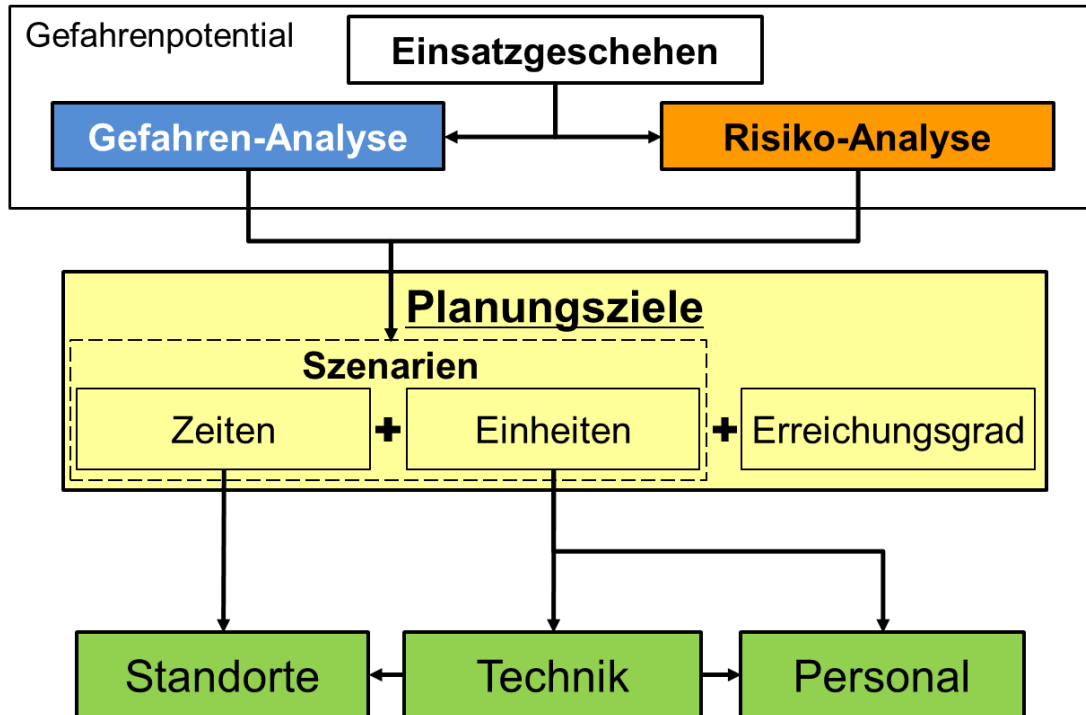 Gefahrenpotential
Einsatzgeschehen
Gefahren-Analyse
Risiko-Analyse
Planungsziele
Szenarien
Zeiten + Einheiten + Erreichungsgrad
Standorte
Technik
Personal